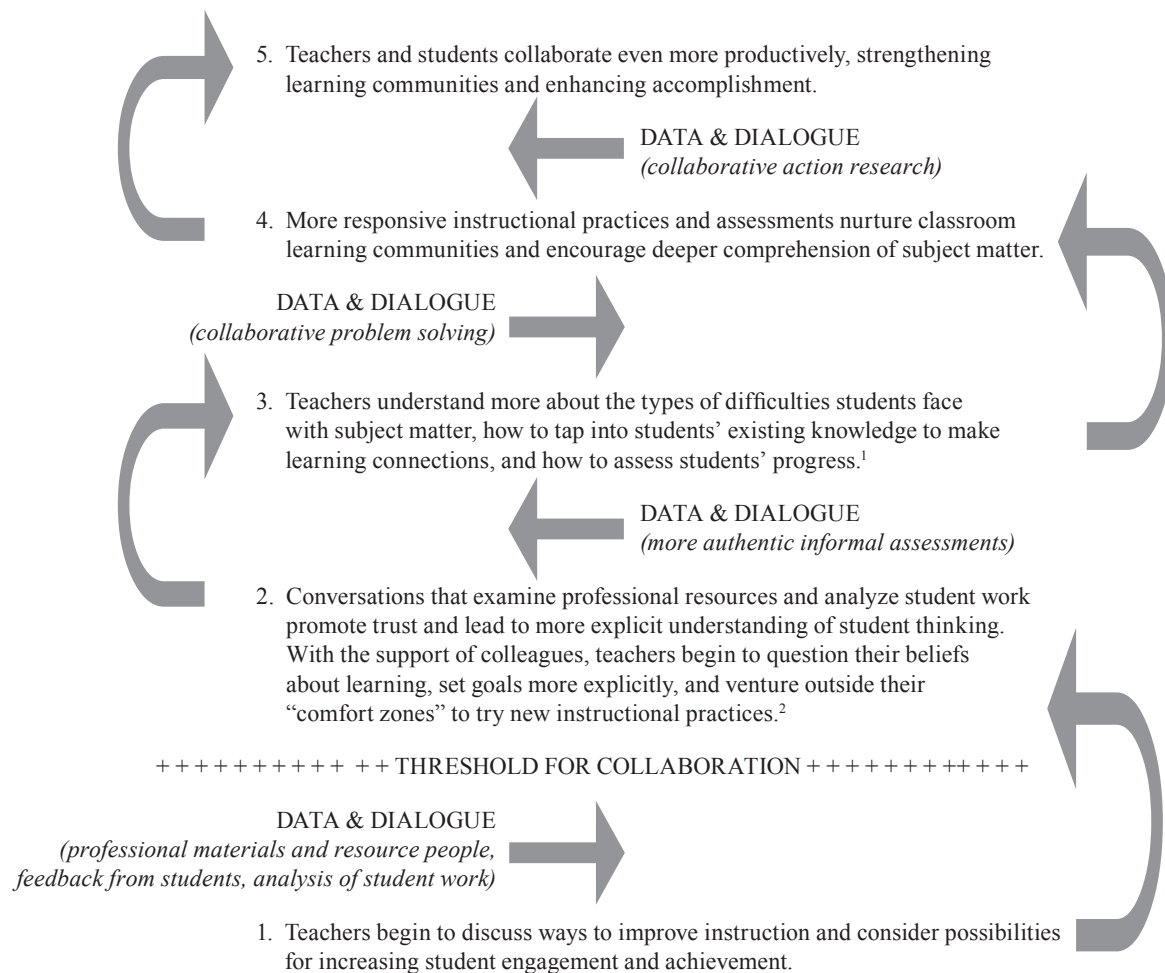 5. Teachers and students collaborate even more productively, strengthening
learning communities and enhancing accomplishment.
DATA & DIALOGUE
(collaborative action research)
4. More responsive instructional practices and assessments nurture classroom
learning communities and encourage deeper comprehension of subject matter.
DATA & DIALOGUE
(collaborative problem solving)
3. Teachers understand more about the types of difficulties students face
with subject matter, how to tap into students’ existing knowledge to make
learning connections, and how to assess students’ progress.¹
DATA & DIALOGUE
(more authentic informal assessments)
2. Conversations that examine professional resources and analyze student work
promote trust and lead to more explicit understanding of student thinking.
With the support of colleagues, teachers begin to question their beliefs
about learning, set goals more explicitly, and venture outside their
“comfort zones” to try new instructional practices.²
+ + + + + + + + + + + + THRESHOLD FOR COLLABORATION + + + + + + + ++ + + +
DATA & DIALOGUE
(professional materials and resource people,
feedback from students, analysis of student work)
1. Teachers begin to discuss ways to improve instruction and consider possibilities
for increasing student engagement and achievement.